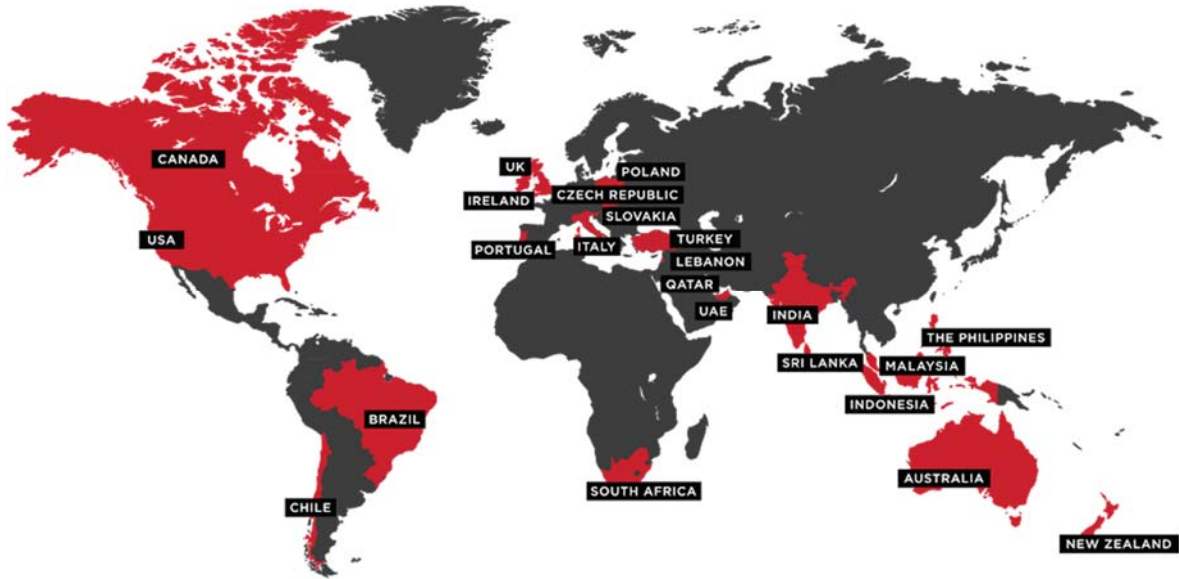 CANADA
UK
POLAND
IRELAND
CZECH REPUBLIC
SLOVAKIA
USA
PORTUGAL
ITALY
TURKEY
LEBANON
QATAR
UAE
INDIA
THE PHILIPPINES
SRI LANKA
MALAYSIA
INDONESIA
BRAZIL
AUSTRALIA
SOUTH AFRICA
CHILE
NEW ZEALAND